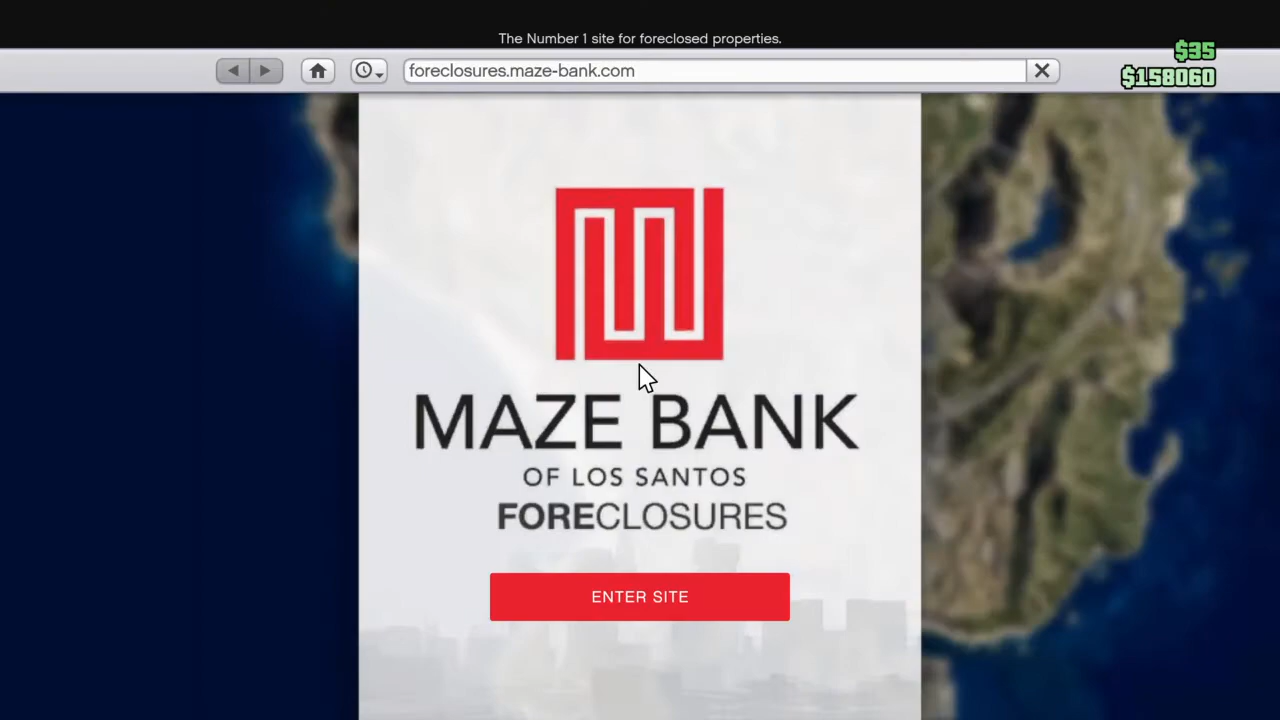 The Number 1 site for foreclosed properties.
$35
foreclosures.maze-bank.com
$158060
MAZE BANK
OF LOS SANTOS
FORECLOSURES
ENTER SITE